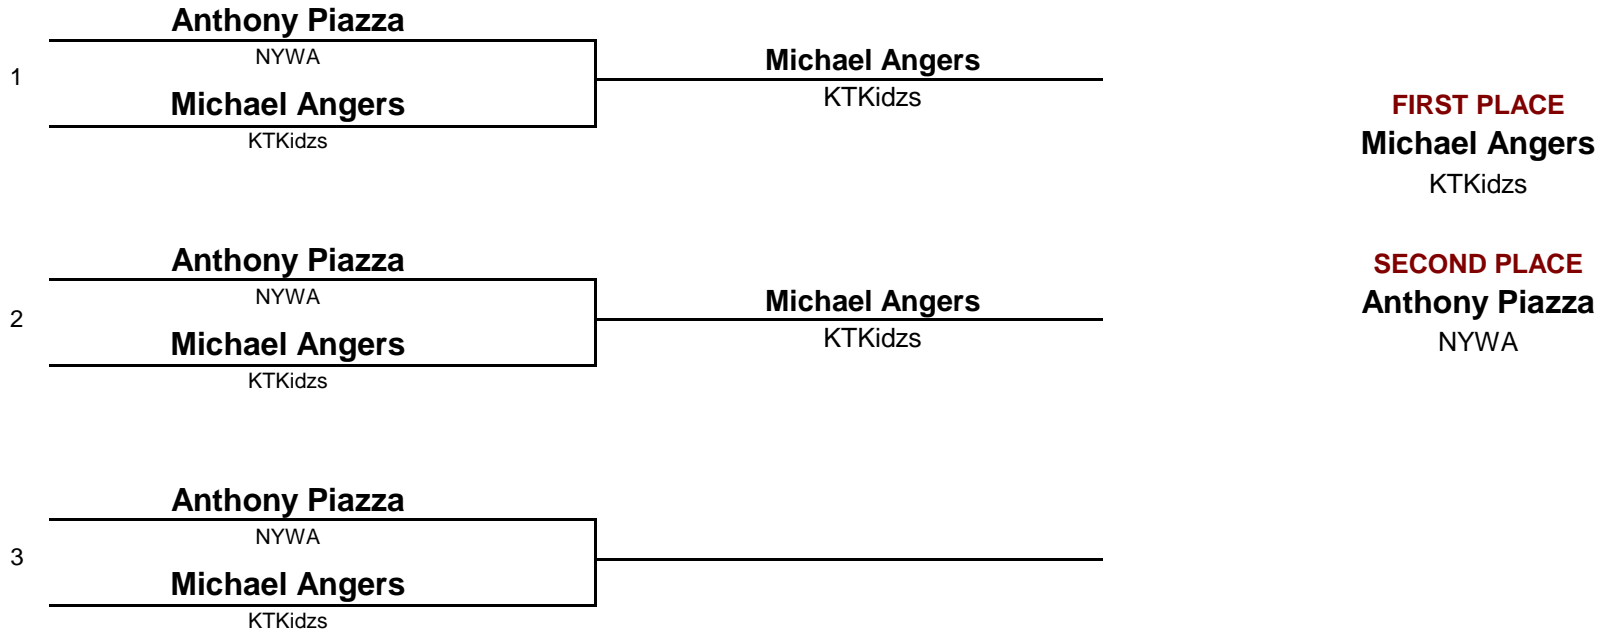 Anthony Piazza
NYWA
1
Michael Angers
KTKidzs
Michael Angers
KTKidzs
Anthony Piazza
NYWA
2
Michael Angers
KTKidzs
Michael Angers
KTKidzs
Anthony Piazza
NYWA
3
Michael Angers
KTKidzs
FIRST PLACE
Michael Angers
KTKidzs
SECOND PLACE
Anthony Piazza
NYWA